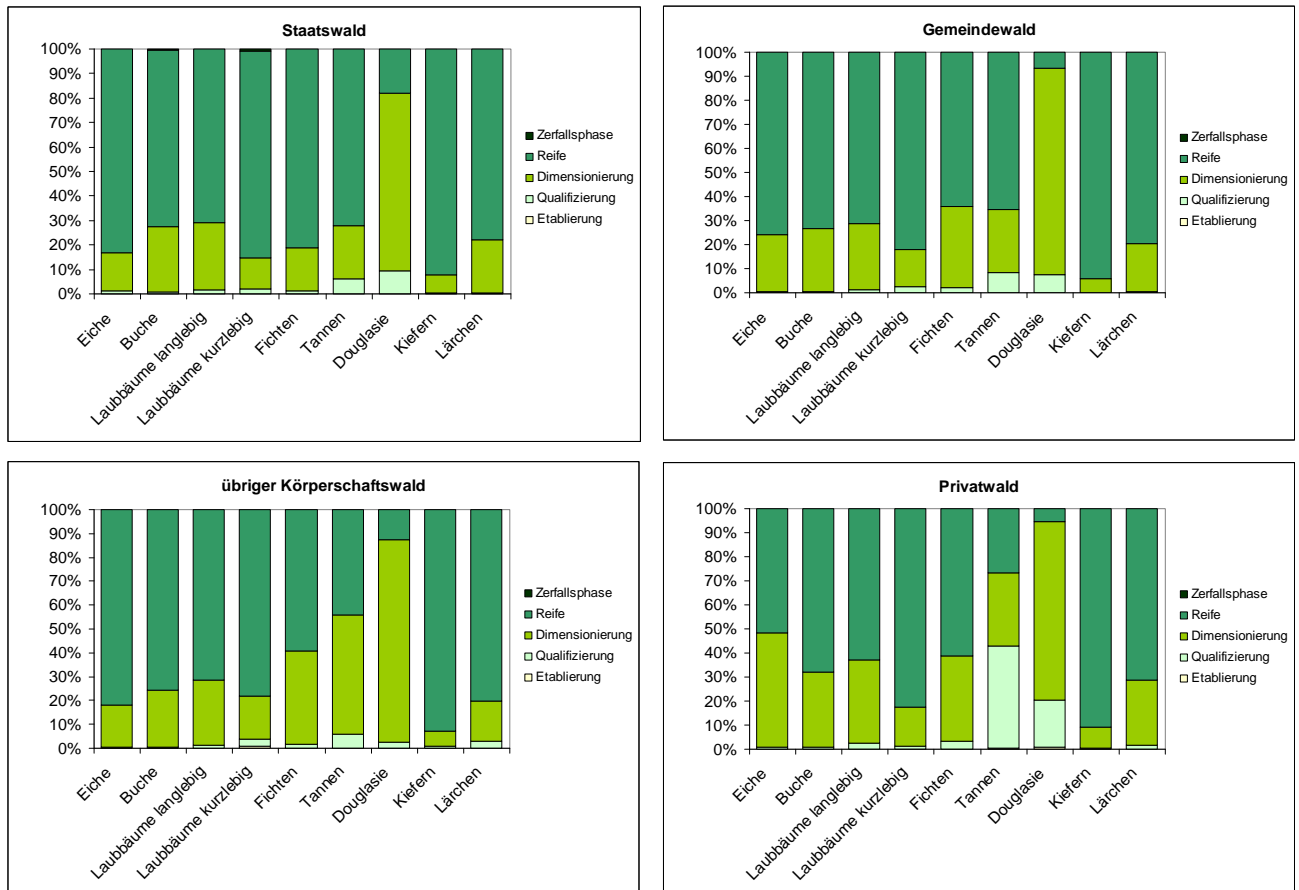 Staatswald
100%
90%
80%
70%
60%
50%
40%
30%
20%
10%
0%
Eiche
Buche
Laubbäume langlebig
Laubbäume kurzlebig
Fichten
Tannen
Douglasie
Kiefern
Lärchen
Zerfallsphase
Reife
Dimensionierung
Qualifizierung
Etablierung
Gemeindewald
100%
90%
80%
70%
60%
50%
40%
30%
20%
10%
0%
Eiche
Buche
Laubbäume langlebig
Laubbäume kurzlebig
Fichten
Tannen
Douglasie
Kiefern
Lärchen
Zerfallsphase
Reife
Dimensionierung
Qualifizierung
Etablierung
übriger Körperschaftswald
100%
90%
80%
70%
60%
50%
40%
30%
20%
10%
0%
Eiche
Buche
Laubbäume langlebig
Laubbäume kurzlebig
Fichten
Tannen
Douglasie
Kiefern
Lärchen
Zerfallsphase
Reife
Dimensionierung
Qualifizierung
Etablierung
Privatwald
100%
90%
80%
70%
60%
50%
40%
30%
20%
10%
0%
Eiche
Buche
Laubbäume langlebig
Laubbäume kurzlebig
Fichten
Tannen
Douglasie
Kiefern
Lärchen
Zerfallsphase
Reife
Dimensionierung
Qualifizierung
Etablierung